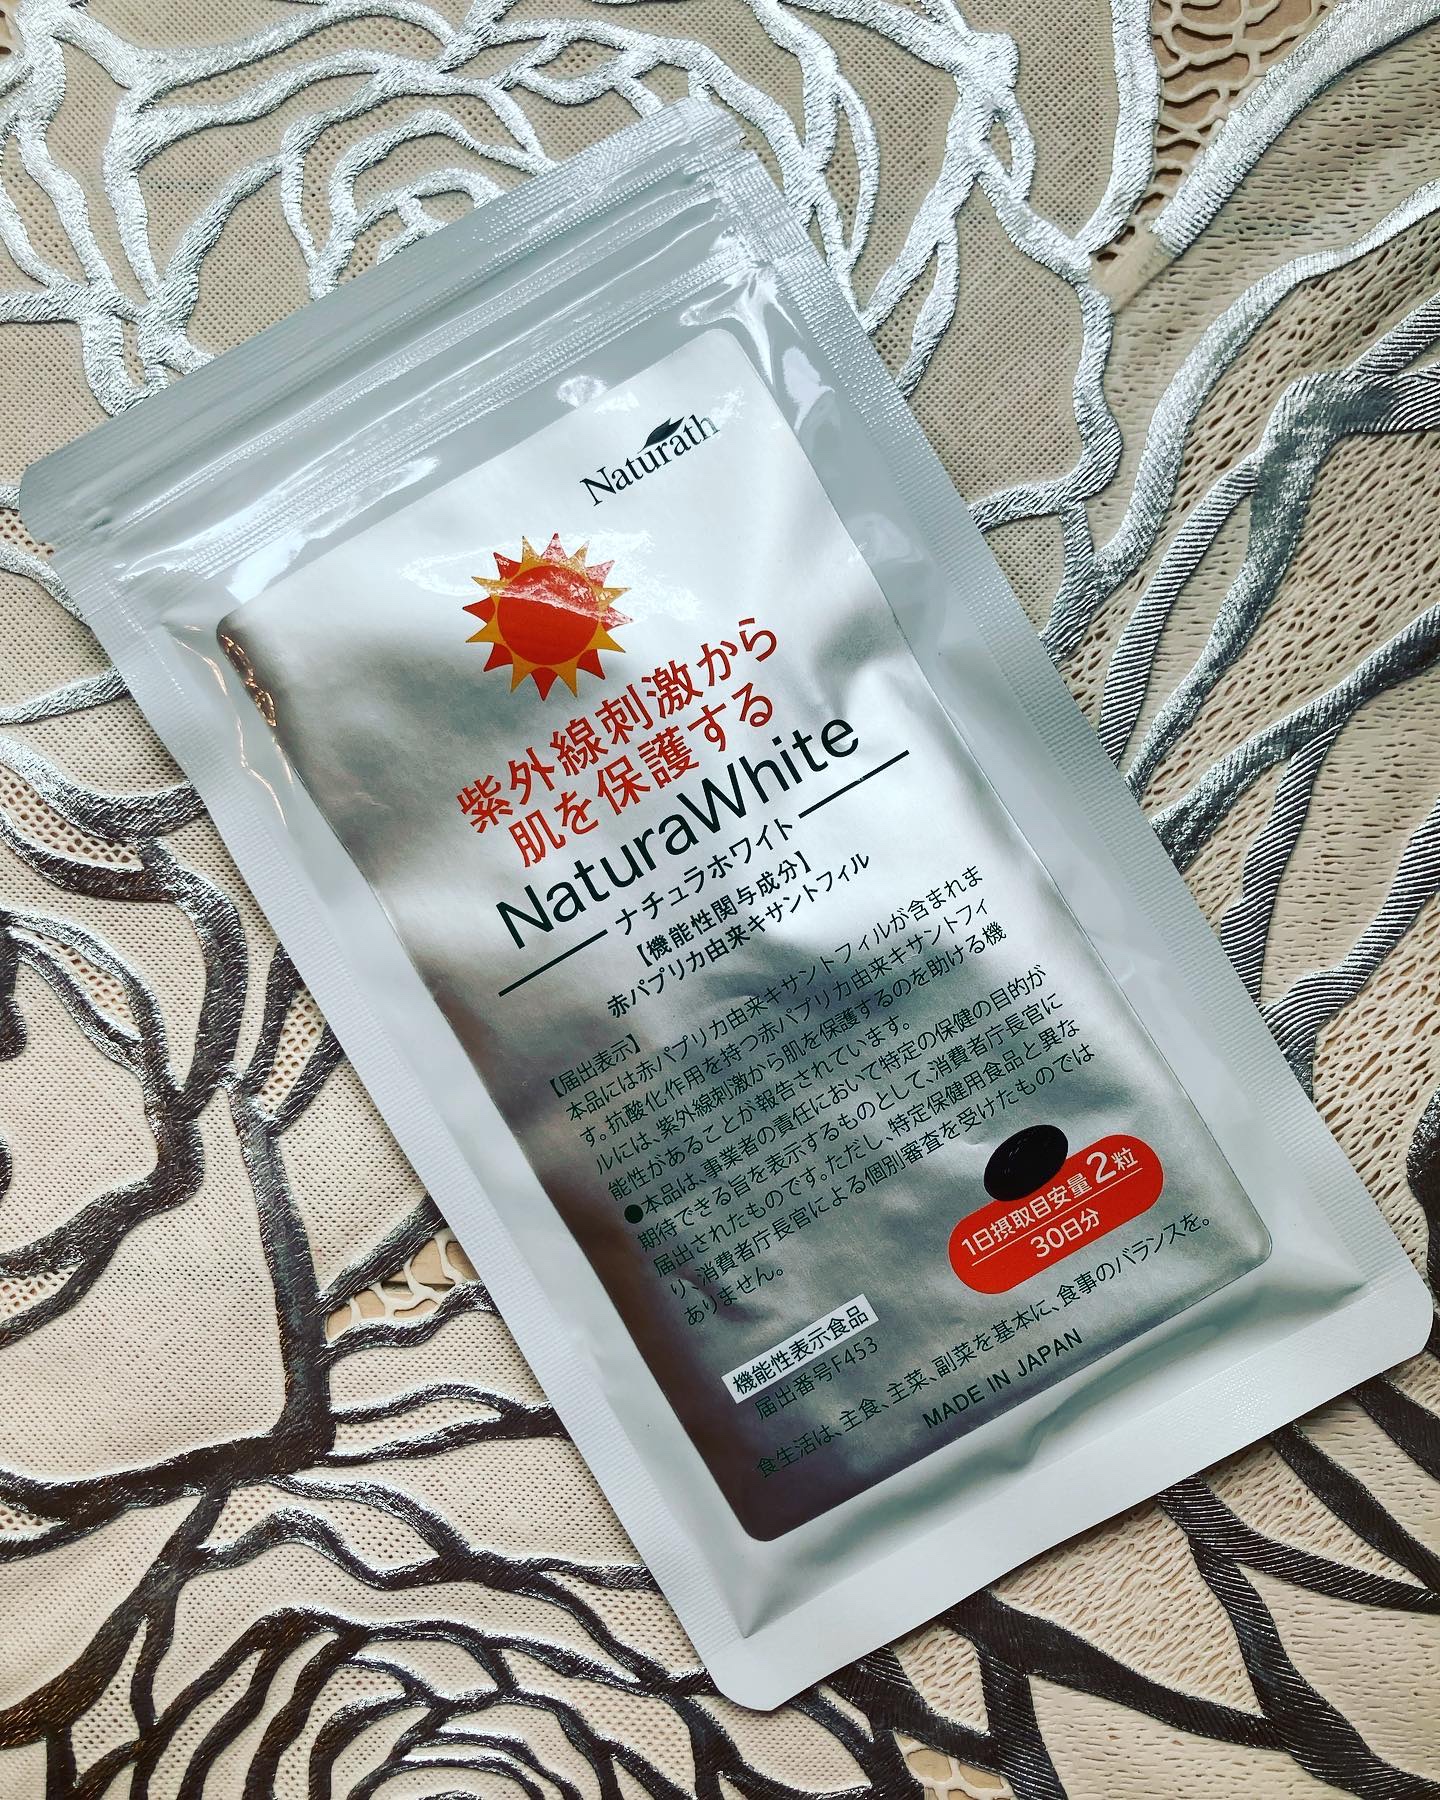 Naturath
紫外線刺激から
肌を保護する
NaturaWhite
ナチュラホワイト
【機能性関与成分】
赤パプリカ由来キサントフィル
【届出表示】
本品には赤パプリカ由来キサントフィルが含まれま
す。抗酸化作用を持つ赤パプリカ由来キサントフィ
ルには、紫外線刺激から肌を保護するのを助ける機
能性があることが報告されています。
●本品は、事業者の責任において特定の保健の目的が
期待できる旨を表示するものとして、消費者庁長官に
届出されたものです。ただし、特定保健用食品と異な
り、消費者庁長官による個別審査を受けたものでは
ありません。
1日摂取目安量2粒
30日分
機能性表示食品
届出番号F453
食生活は、主食、主菜、副菜を基本に、食事のバランスを。
MADE IN JAPAN